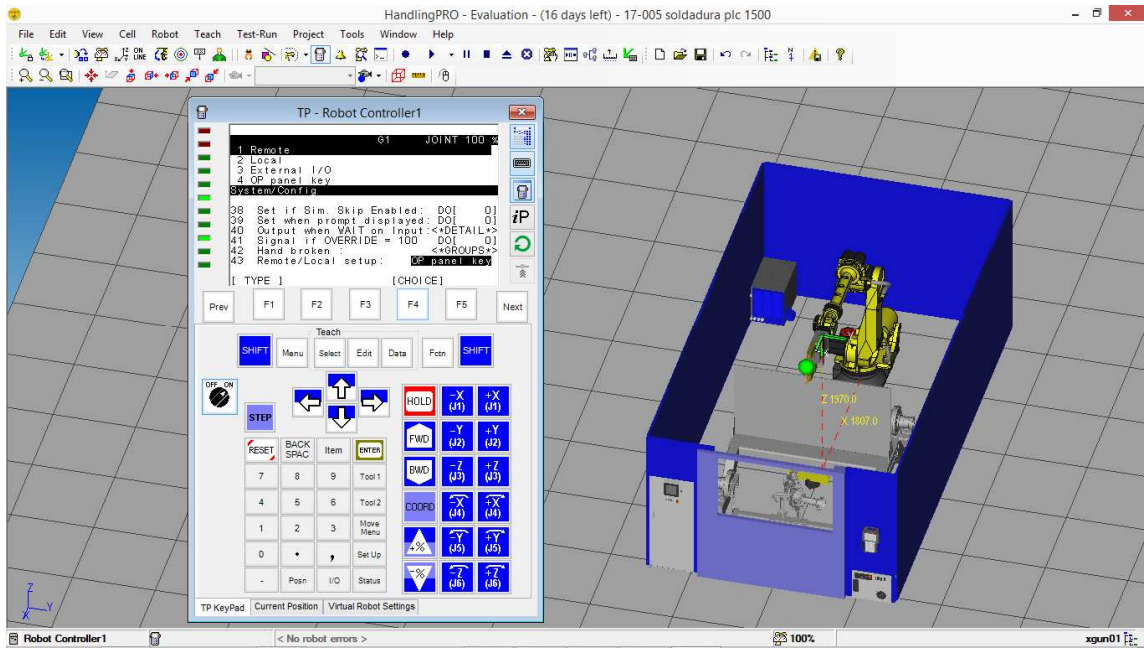 HandlingPRO - Evaluation - (16 days left) - 17-005 soldadura plc 1500
File Edit View Cell Robot Teach Test-Run Project Tools Window Help
TP - Robot Controller1
G1 JOINT 100 %
1 Remote
2 Local
3 External I/O
4 OP panel key
System/Config
38 Set if Sim. Skip Enabled: DO[ 0]
39 Set when prompt displayed: DO[ 0]
40 Output when WAIT on Input:<*DETAIL*>
41 Signal if OVERRIDE = 100 DO[ 0]
42 Hand broken : <*GROUPS*>
43 Remote/Local setup: OP panel key
[ TYPE ] [CHOICE]
iP
Prev F1 F2 F3 F4 F5 Next
Teach
SHIFT Menu Select Edit Data Fctn SHIFT
OFF ON
STEP
HOLD -X (J1) +X (J1)
FWD -Y (J2) +Y (J2)
RESET BACK SPAC Item ENTER
BWD -Z (J3) +Z (J3)
7 8 9 Tool 1
4 5 6 Tool 2
COORD -X (J4) +X (J4)
1 2 3 Move Menu
+% -Y (J5) +Y (J5)
0 • , Set Up
-% -Z (J6) +Z (J6)
- Posn I/O Status
TP KeyPad Current Position Virtual Robot Settings
Z 1970.0
X 1807.0
Z
Y
X
Robot Controller1 < No robot errors > 100% xgun01